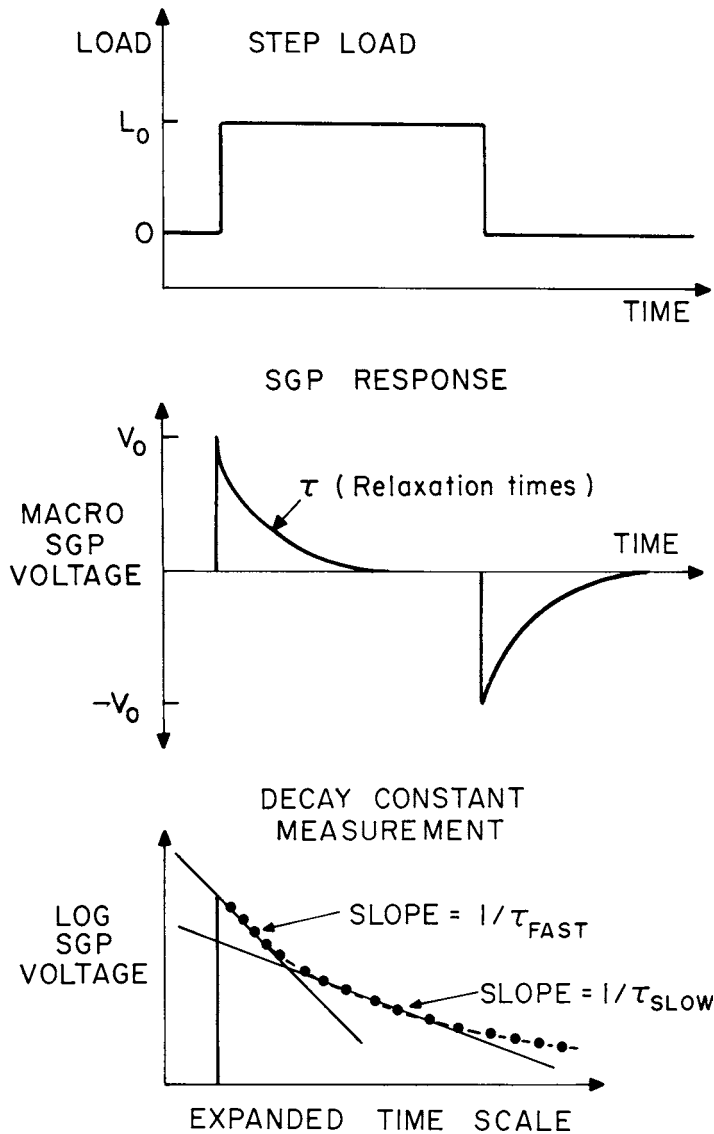 LOAD
STEP LOAD
L₀
0
TIME
SGP RESPONSE
V₀
τ (Relaxation times)
MACRO
SGP
VOLTAGE
TIME
-V₀
DECAY CONSTANT
MEASUREMENT
LOG
SGP
VOLTAGE
SLOPE = 1/τFAST
SLOPE = 1/τSLOW
EXPANDED TIME SCALE